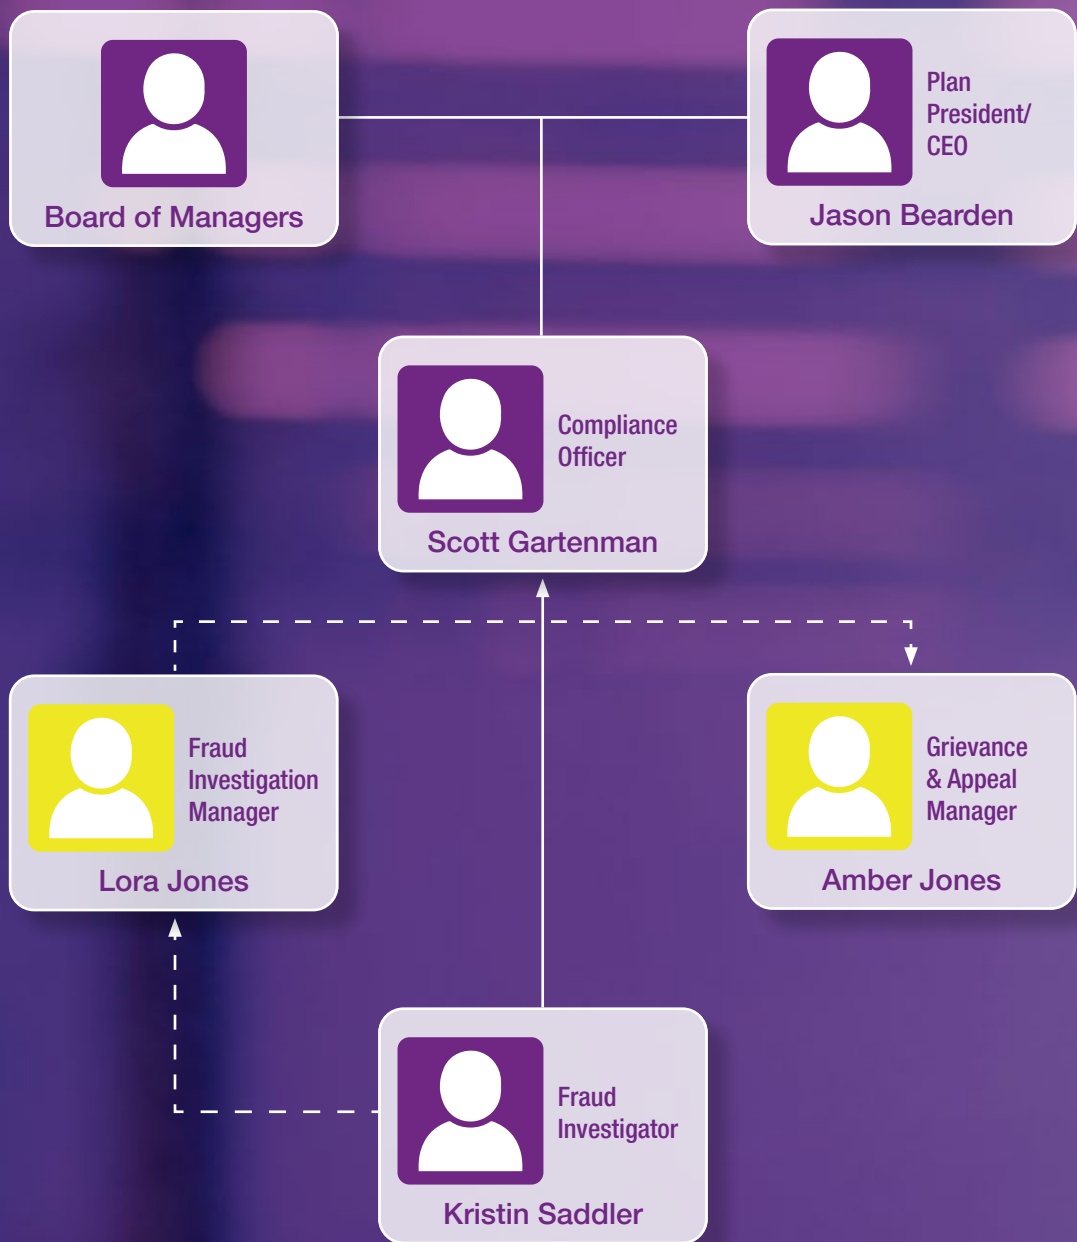 Board of Managers
Plan
President/
CEO
Jason Bearden
Compliance
Officer
Scott Gartenman
Fraud
Investigation
Manager
Lora Jones
Grievance
& Appeal
Manager
Amber Jones
Fraud
Investigator
Kristin Saddler